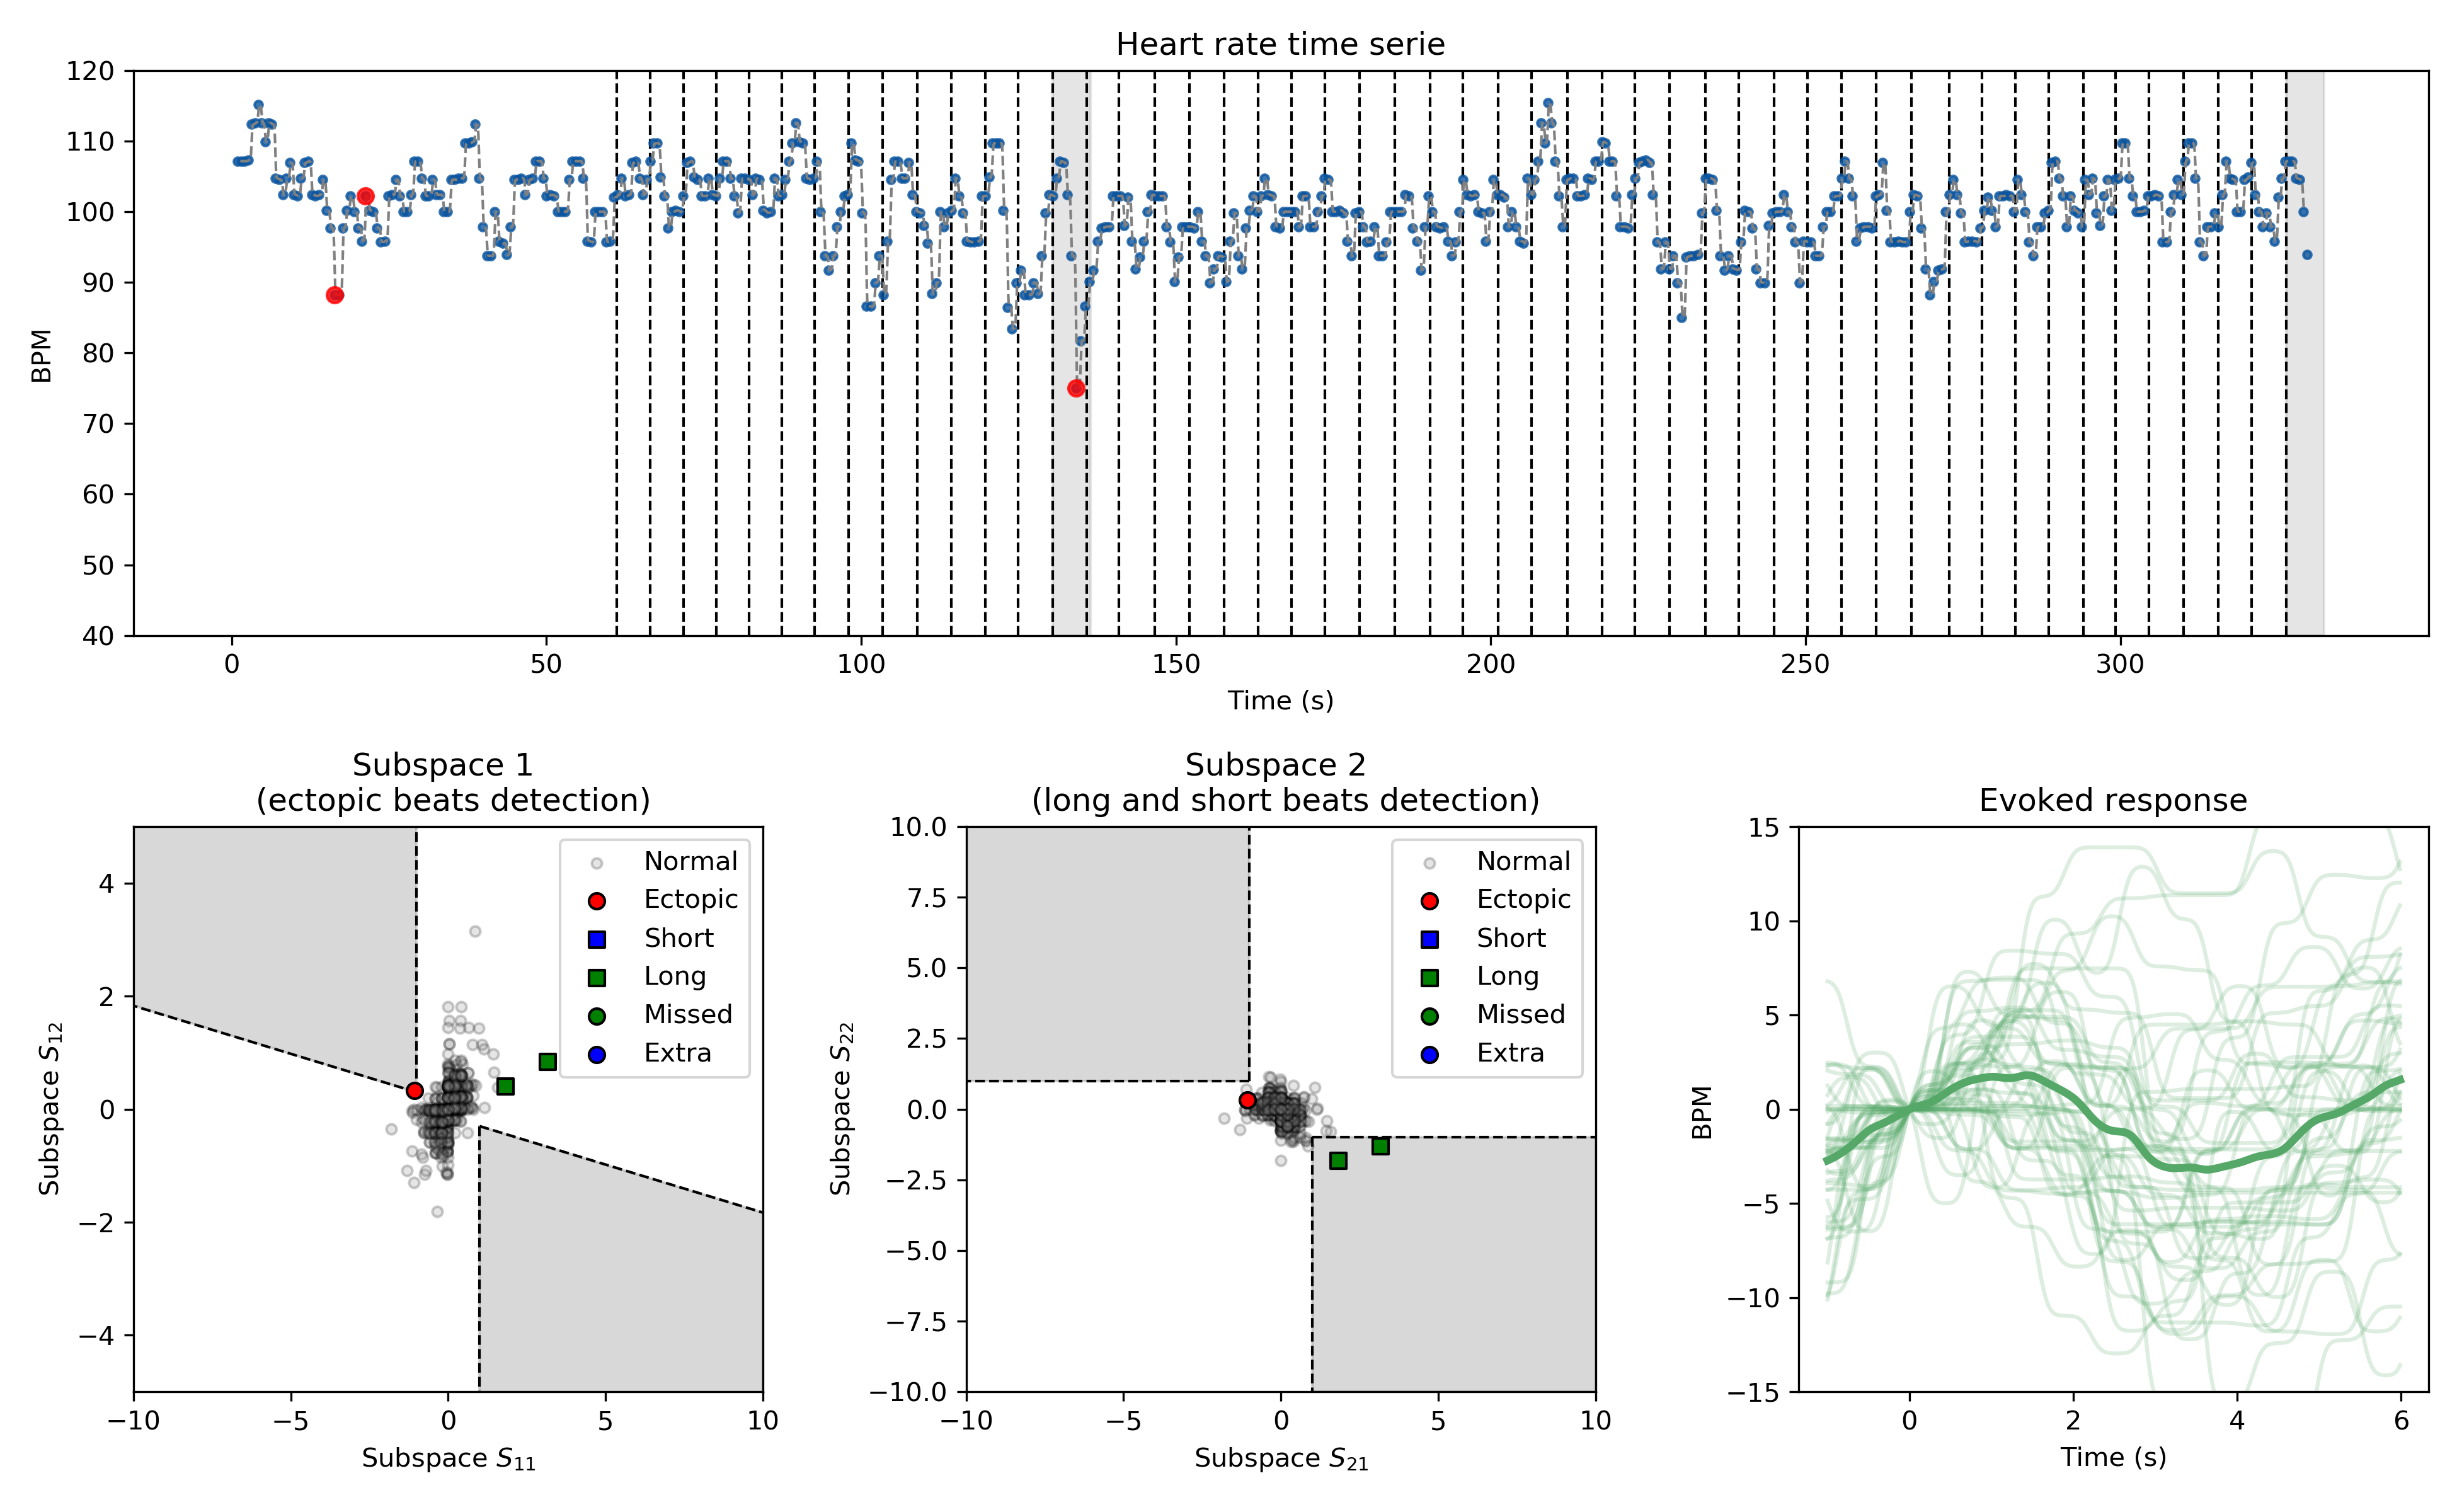 Heart rate time serie
120
110
100
90
80
70
60
50
40
BPM
0 50 100 150 200 250 300
Time (s)
Subspace 1
(ectopic beats detection)
4
2
0
−2
−4
Subspace S12
Normal
Ectopic
Short
Long
Missed
Extra
−10 −5 0 5 10
Subspace S11
Subspace 2
(long and short beats detection)
10.0
7.5
5.0
2.5
0.0
−2.5
−5.0
−7.5
−10.0
Subspace S22
Normal
Ectopic
Short
Long
Missed
Extra
−10 −5 0 5 10
Subspace S21
Evoked response
15
10
5
0
−5
−10
−15
BPM
0 2 4 6
Time (s)